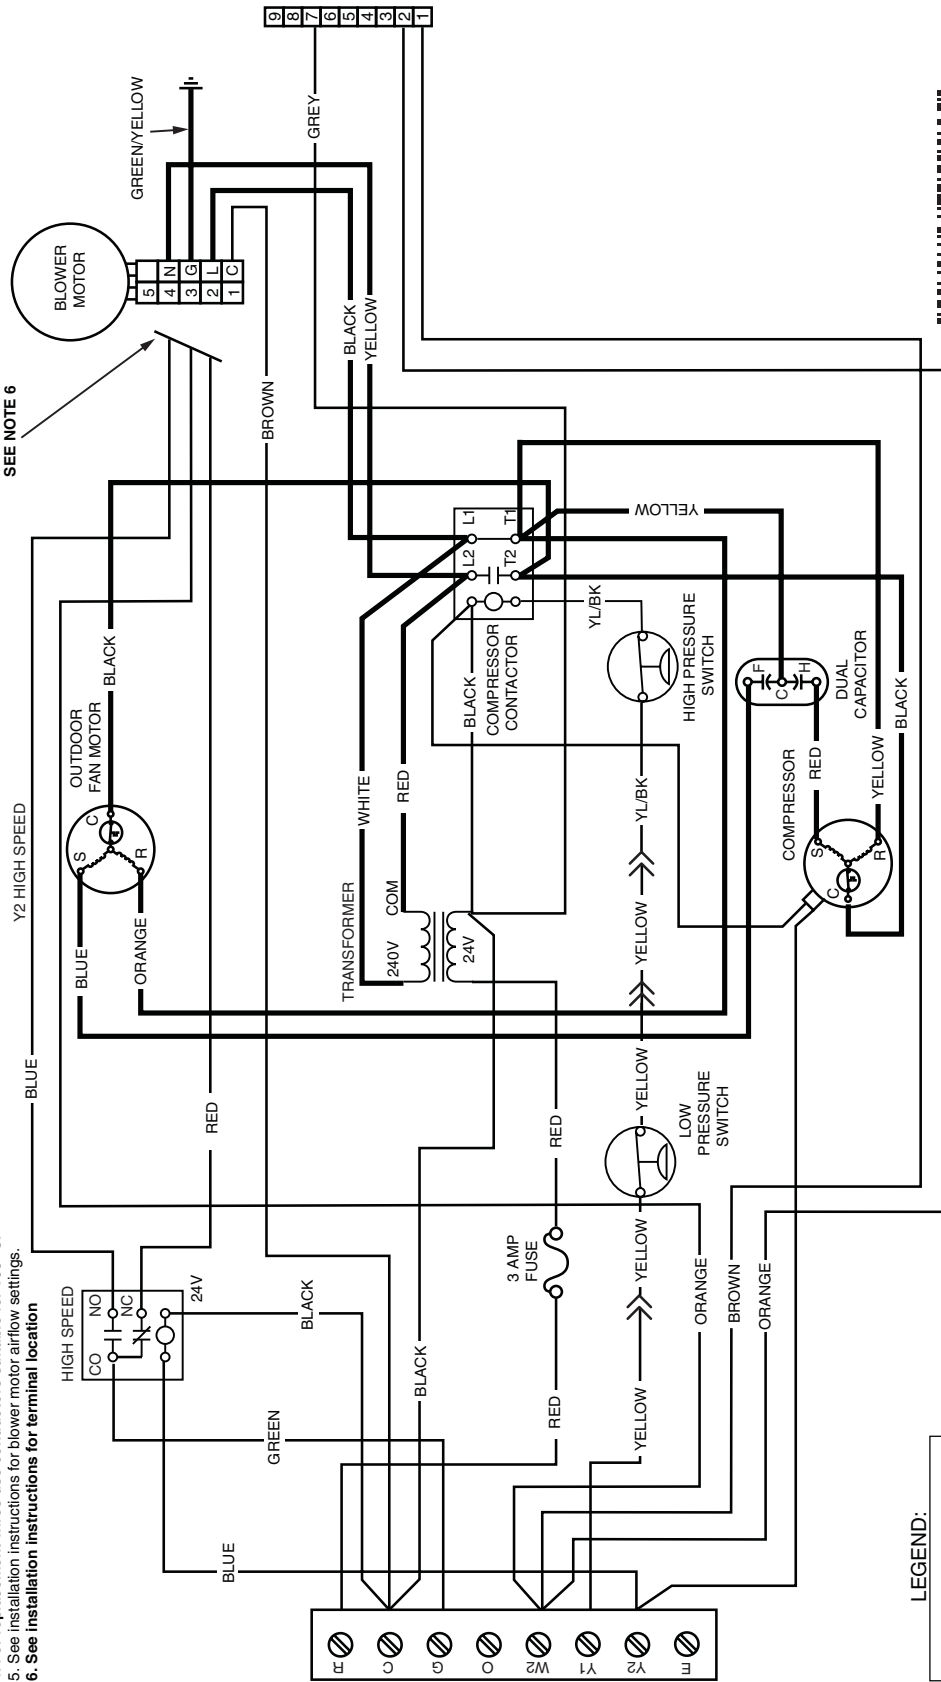 5. See installation instructions for blower motor airflow settings.
6. See installation instructions for terminal location
SEE NOTE 6
BLOWER
MOTOR
5
4 N
3 G
2 L
1 C
GREEN/YELLOW
9
8
7
6
5
4
3
2
1
GREY
BLACK
YELLOW
BROWN
Y2 HIGH SPEED
BLUE
RED
HIGH SPEED
CO
NO
NC
24V
BLACK
GREEN
BLUE
BLACK
OUTDOOR
FAN MOTOR
S
C
R
BLACK
BLUE
ORANGE
TRANSFORMER
240V
COM
24V
WHITE
RED
BLACK
COMPRESSOR
CONTACTOR
L2
L1
T2
T1
YL/BK
HIGH PRESSURE
SWITCH
YL/BK
YELLOW
YELLOW
LOW
PRESSURE
SWITCH
YELLOW
YELLOW
RED
3 AMP
FUSE
RED
YELLOW
F
C
H
DUAL
CAPACITOR
COMPRESSOR
S
C
R
RED
YELLOW
BLACK
ORANGE
BROWN
ORANGE
R
C
G
O
W2
Y1
Y2
E
LEGEND: